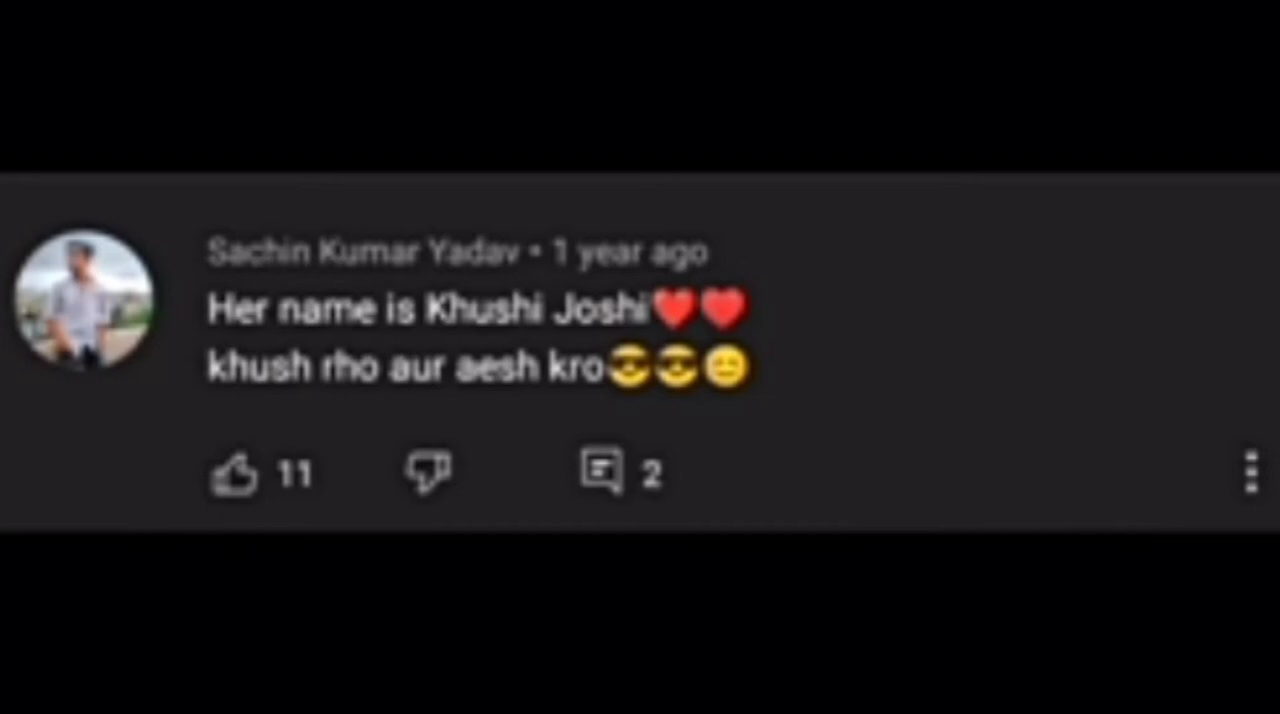 Sachin Kumar Yadav • 1 year ago
Her name is Khushi Joshi❤️❤️
khush rho aur aesh kro😎😎😐
11 2